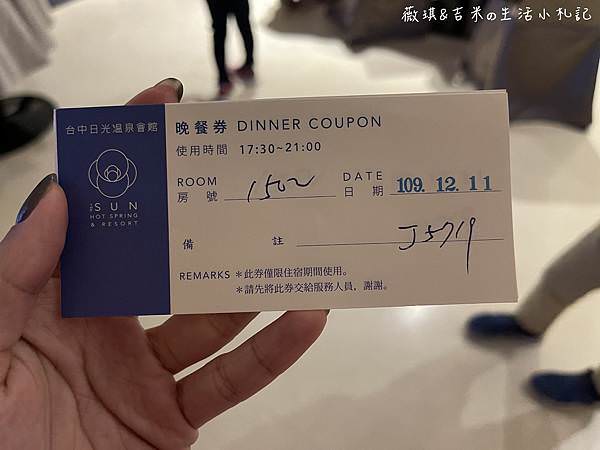 薇琪&吉米の生活小札記
台中日光温泉會館
THE SUN
HOT SPRING
& RESORT
晚餐券 DINNER COUPON
使用時間 17:30~21:00
ROOM 房號 1502
DATE 日期 109.12.11
備註 J5719
REMARKS *此券僅限住宿期間使用。
*請先將此券交給服務人員，謝謝。